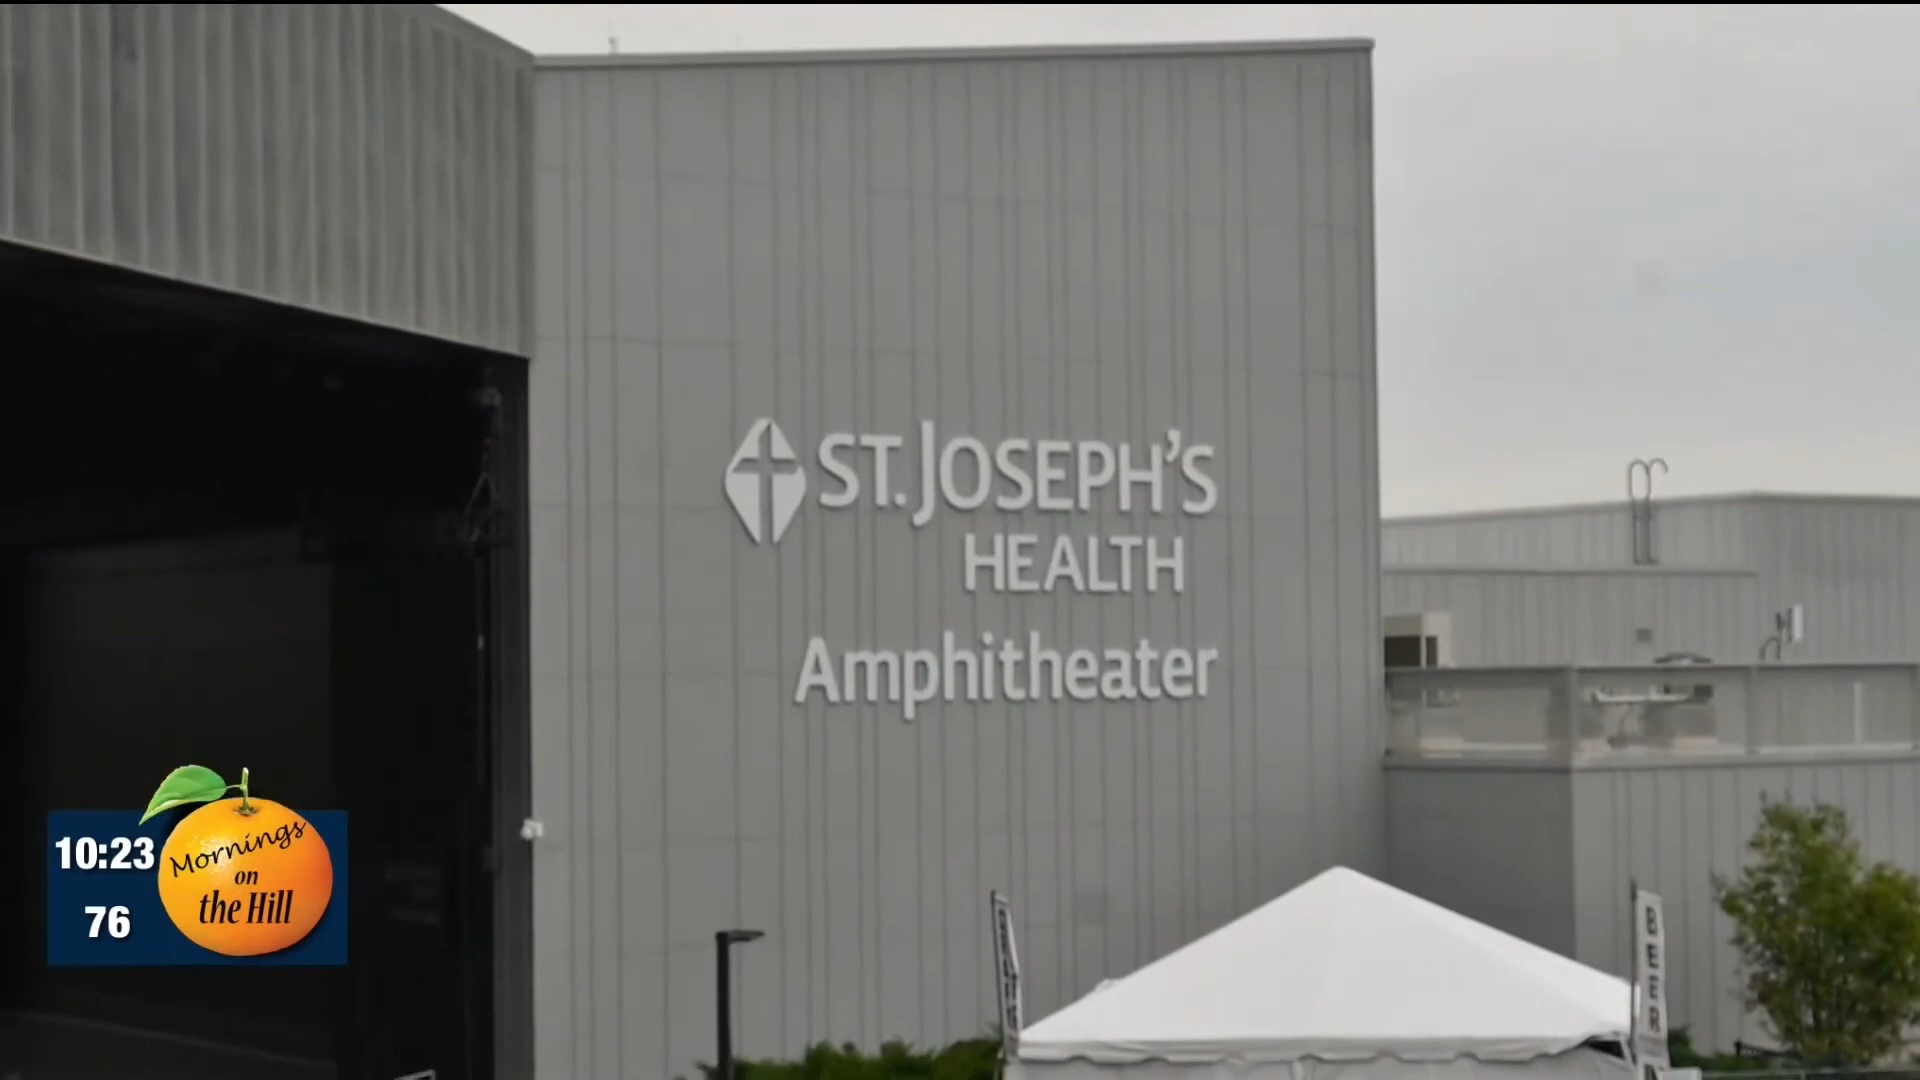 ST. JOSEPH'S
HEALTH
Amphitheater
10:23
76
Mornings
on
the Hill
BEER